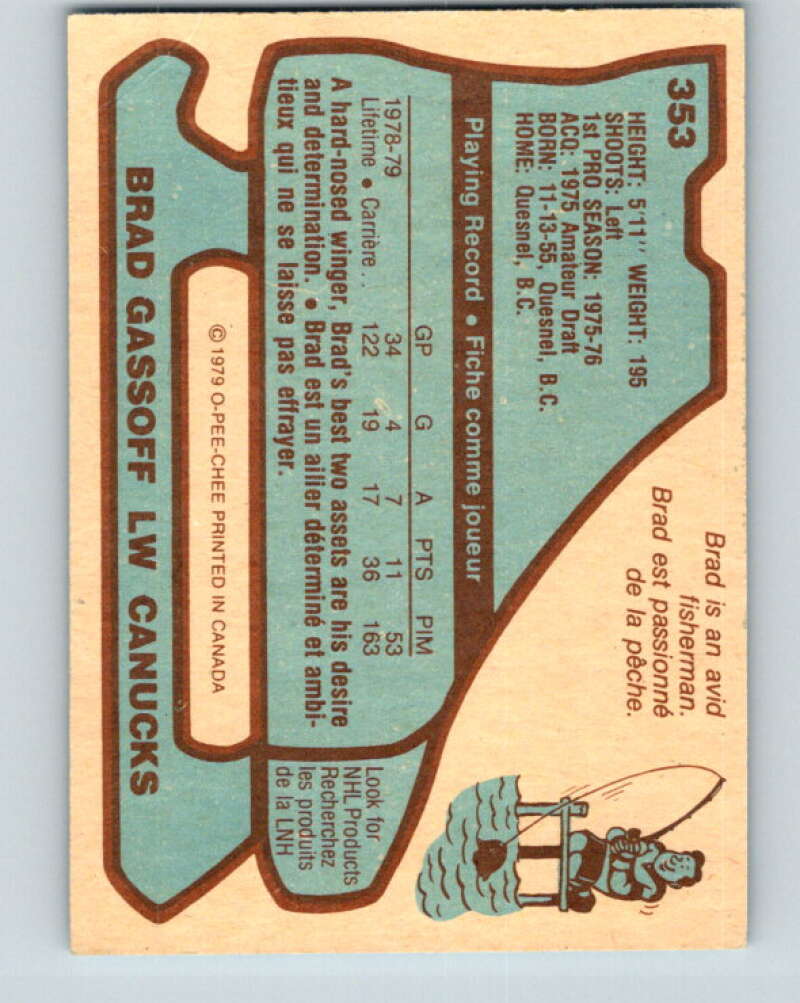 353
HEIGHT: 5'11" WEIGHT: 195
SHOOTS: Left
1st PRO SEASON: 1975-76
ACQ: 1975 Amateur Draft
BORN: 11-13-55, Quesnel, B.C.
HOME: Quesnel, B.C.
Brad is an avid
fisherman.
Brad est passionné
de la pêche.
Playing Record • Fiche comme joueur
GP G A PTS PIM
1978-79 34 4 7 11 53
Lifetime • Carrière . . 122 19 17 36 163
A hard-nosed winger, Brad's best two assets are his desire
and determination. • Brad est un ailier déterminé et ambi-
tieux qui ne se laisse pas effrayer.
Look for
NHL Products
Recherchez
les produits
de la LNH
© 1979 O-PEE-CHEE PRINTED IN CANADA
BRAD GASSOFF LW CANUCKS